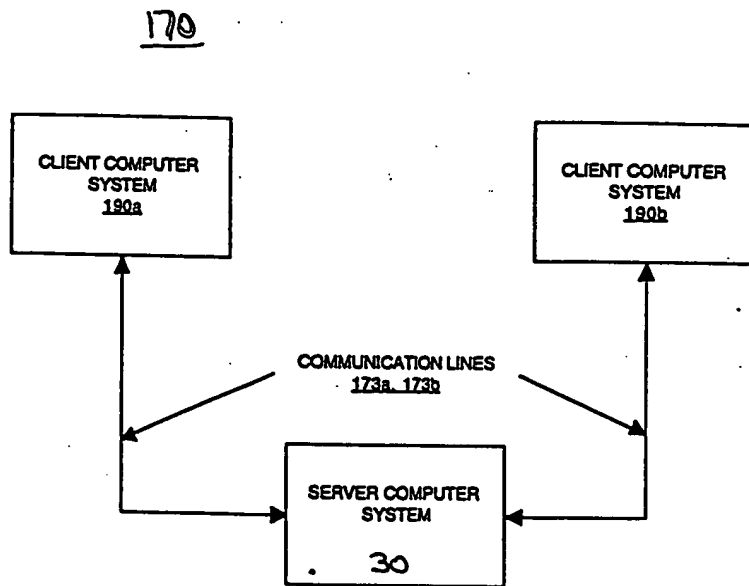 170
CLIENT COMPUTER
SYSTEM
190a
CLIENT COMPUTER
SYSTEM
190b
COMMUNICATION LINES
173a, 173b
SERVER COMPUTER
SYSTEM
30